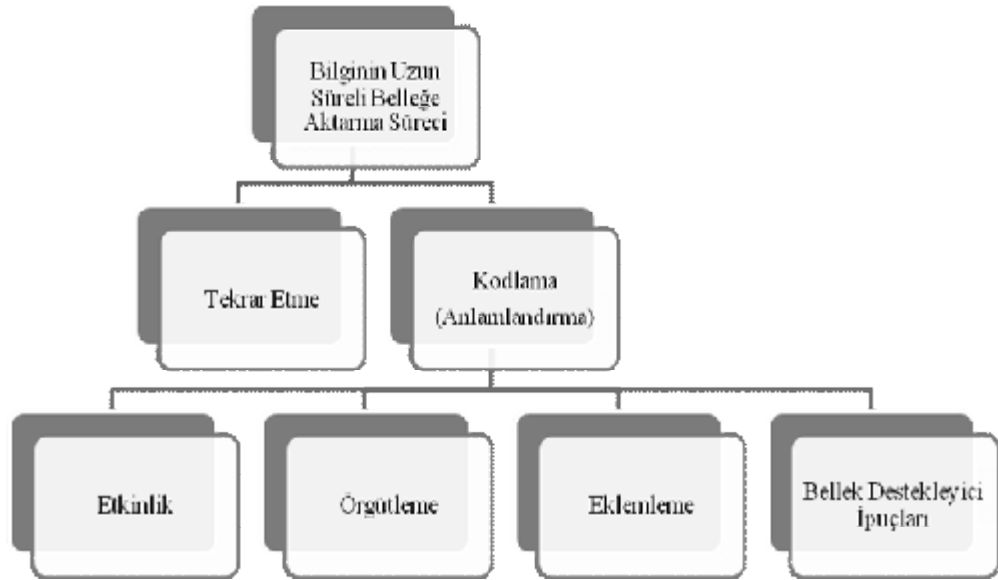 Bilginin Uzun
Süreli Belleğe
Aktarma Süreci
Tekrar Etme
Kodlama
(Anlamlandırma)
Etkinlik
Örgütleme
Eklemleme
Bellek Destekleyici
İpuçları